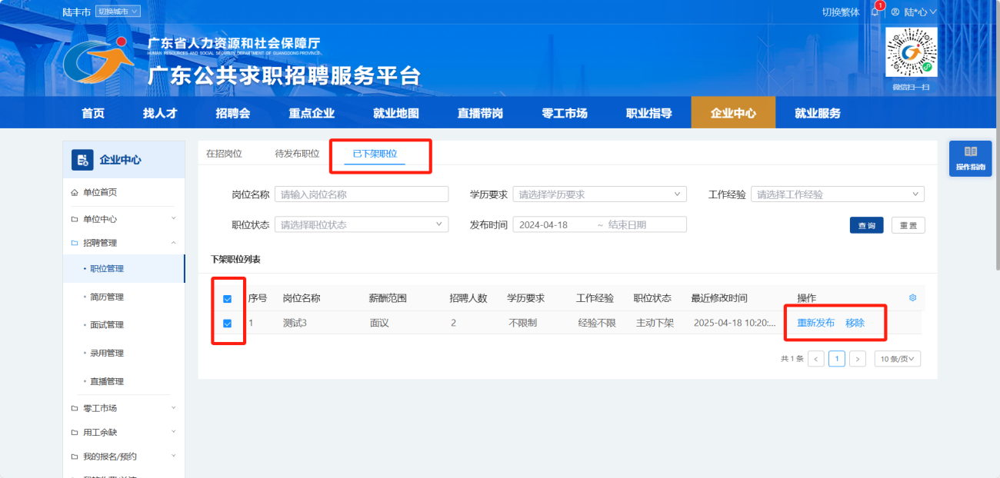 陆丰市 切换城市 切换繁体 1 陆*心
广东省人力资源和社会保障厅
HUMAN RESOURCES AND SOCIAL SECURITY DEPARTMENT OF GUANGDONG PROVINCE
广东公共求职招聘服务平台
微信扫一扫
首页 找人才 招聘会 重点企业 就业地图 直播带岗 零工市场 职业指导 企业中心 就业服务
企业中心
单位首页
单位中心
招聘管理
职位管理
简历管理
面试管理
录用管理
直播管理
零工市场
用工余缺
我的报名/预约
在招岗位 待发布职位 已下架职位
岗位名称 请输入岗位名称 学历要求 请选择学历要求 工作经验 请选择工作经验
职位状态 请选择职位状态 发布时间 2024-04-18 ~ 结束日期 查询 重置
下架职位列表
序号 岗位名称 薪酬范围 招聘人数 学历要求 工作经验 职位状态 最近修改时间 操作
1 测试3 面议 2 不限制 经验不限 主动下架 2025-04-18 10:20:... 重新发布 移除
共 1 条 < 1 > 10 条/页
操作指南